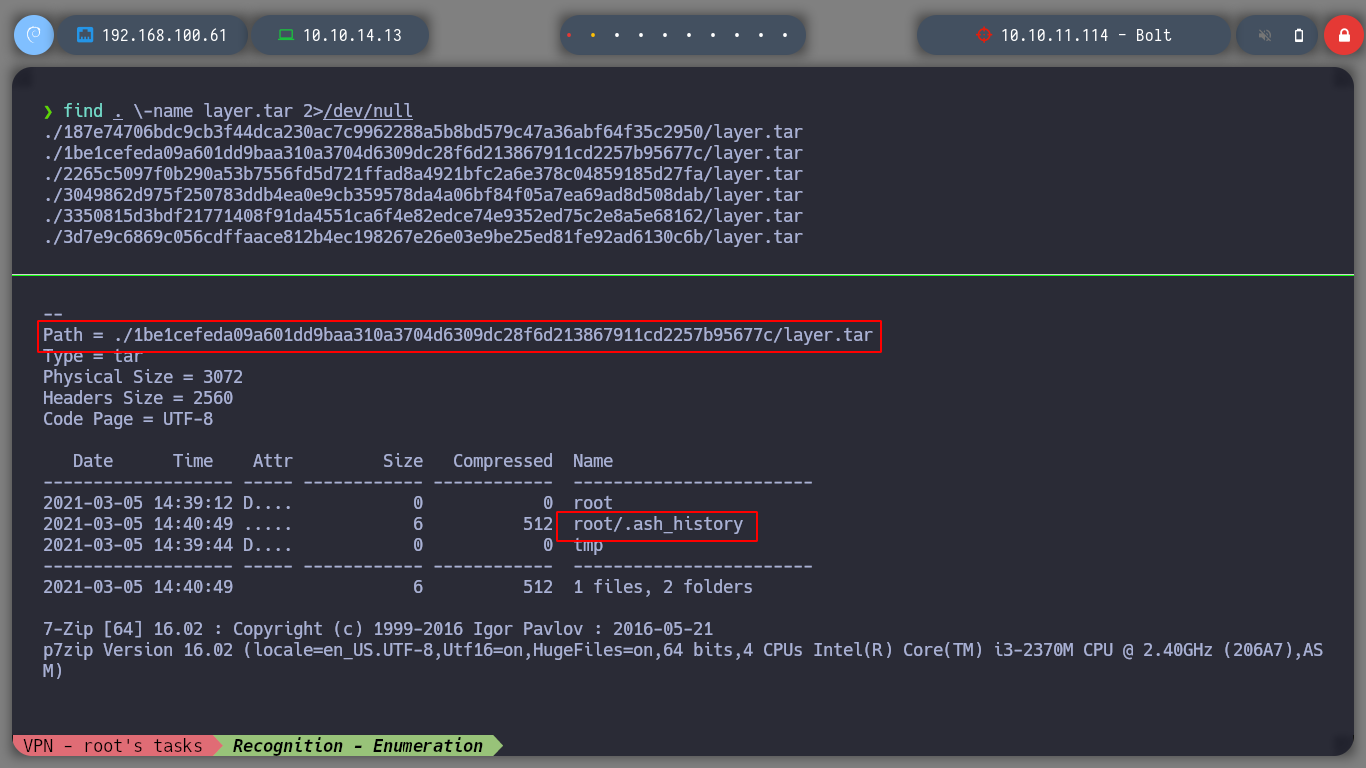 192.168.100.61 10.10.14.13 10.10.11.114 - Bolt
❯ find . \-name layer.tar 2>/dev/null
./187e74706bdc9cb3f44dca230ac7c9962288a5b8bd579c47a36abf64f35c2950/layer.tar
./1be1cefeda09a601dd9baa310a3704d6309dc28f6d213867911cd2257b95677c/layer.tar
./2265c5097f0b290a53b7556fd5d721ffad8a4921bfc2a6e378c04859185d27fa/layer.tar
./3049862d975f250783ddb4ea0e9cb359578da4a06bf84f05a7ea69ad8d508dab/layer.tar
./3350815d3bdf21771408f91da4551ca6f4e82edce74e9352ed75c2e8a5e68162/layer.tar
./3d7e9c6869c056cdffaace812b4ec198267e26e03e9be25ed81fe92ad6130c6b/layer.tar
--
Path = ./1be1cefeda09a601dd9baa310a3704d6309dc28f6d213867911cd2257b95677c/layer.tar
Type = tar
Physical Size = 3072
Headers Size = 2560
Code Page = UTF-8
   Date      Time    Attr         Size   Compressed  Name
------------------- ----- ------------ ------------  ------------------------
2021-03-05 14:39:12 D....            0            0  root
2021-03-05 14:40:49 .....            6          512  root/.ash_history
2021-03-05 14:39:44 D....            0            0  tmp
------------------- ----- ------------ ------------  ------------------------
2021-03-05 14:40:49                  6          512  1 files, 2 folders
7-Zip [64] 16.02 : Copyright (c) 1999-2016 Igor Pavlov : 2016-05-21
p7zip Version 16.02 (locale=en_US.UTF-8,Utf16=on,HugeFiles=on,64 bits,4 CPUs Intel(R) Core(TM) i3-2370M CPU @ 2.40GHz (206A7),AS
M)
VPN - root's tasks Recognition - Enumeration